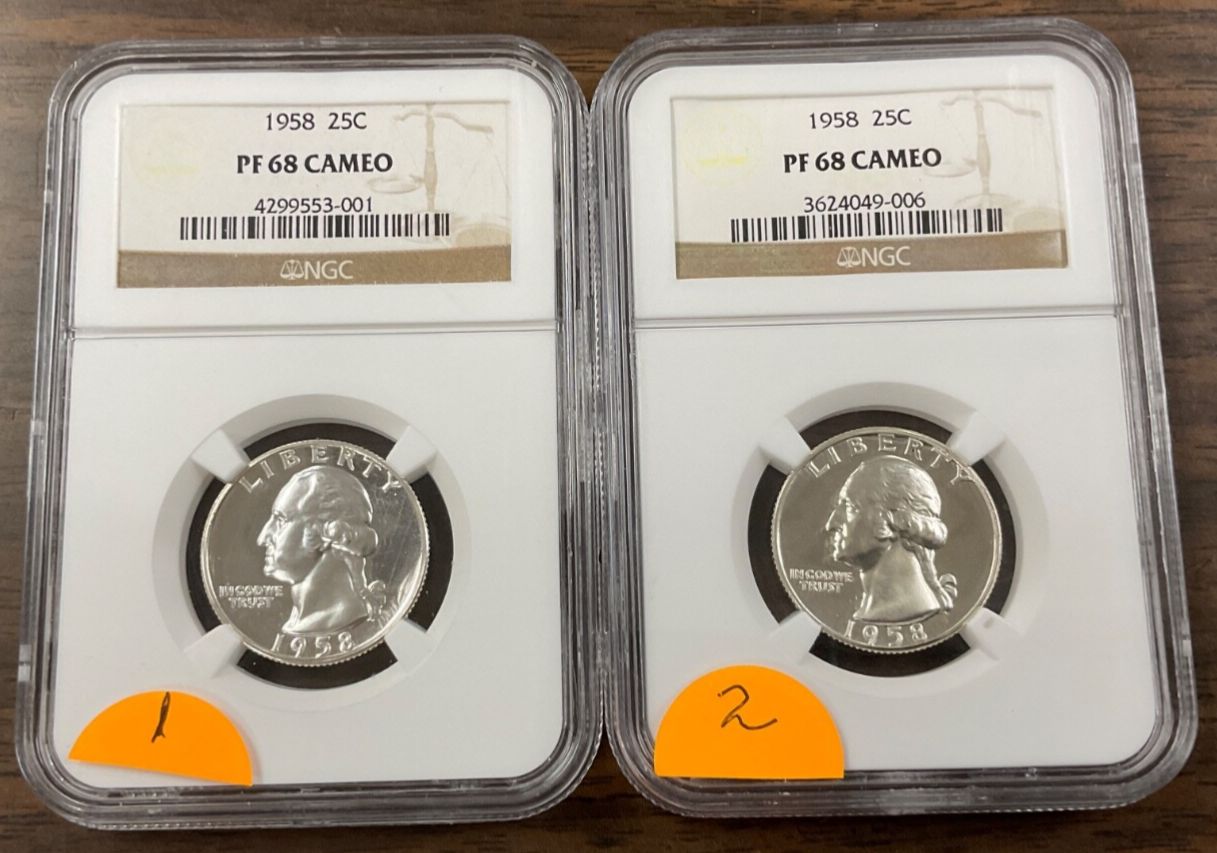 1958 25C
PF 68 CAMEO
4299553-001
NGC
LIBERTY
IN GOD WE
TRUST
1958
1
1958 25C
PF 68 CAMEO
3624049-006
NGC
LIBERTY
IN GOD WE
TRUST
1958
2